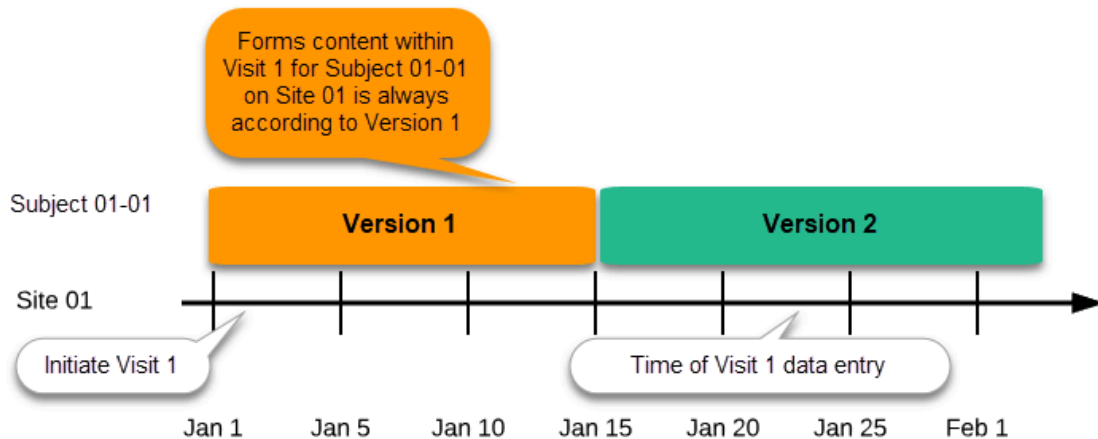 Forms content within
Visit 1 for Subject 01-01
on Site 01 is always
according to Version 1
Subject 01-01
Version 1
Version 2
Site 01
Initiate Visit 1
Time of Visit 1 data entry
Jan 1
Jan 5
Jan 10
Jan 15
Jan 20
Jan 25
Feb 1